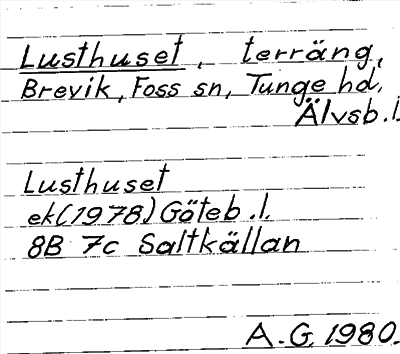 Lusthuset, terräng,
Brevik, Foss sn, Tunge hd,
Älvsb. l.
Lusthuset
ek(1978) Göteb. l.
8B 7c Saltkällan
A. G. 1980.